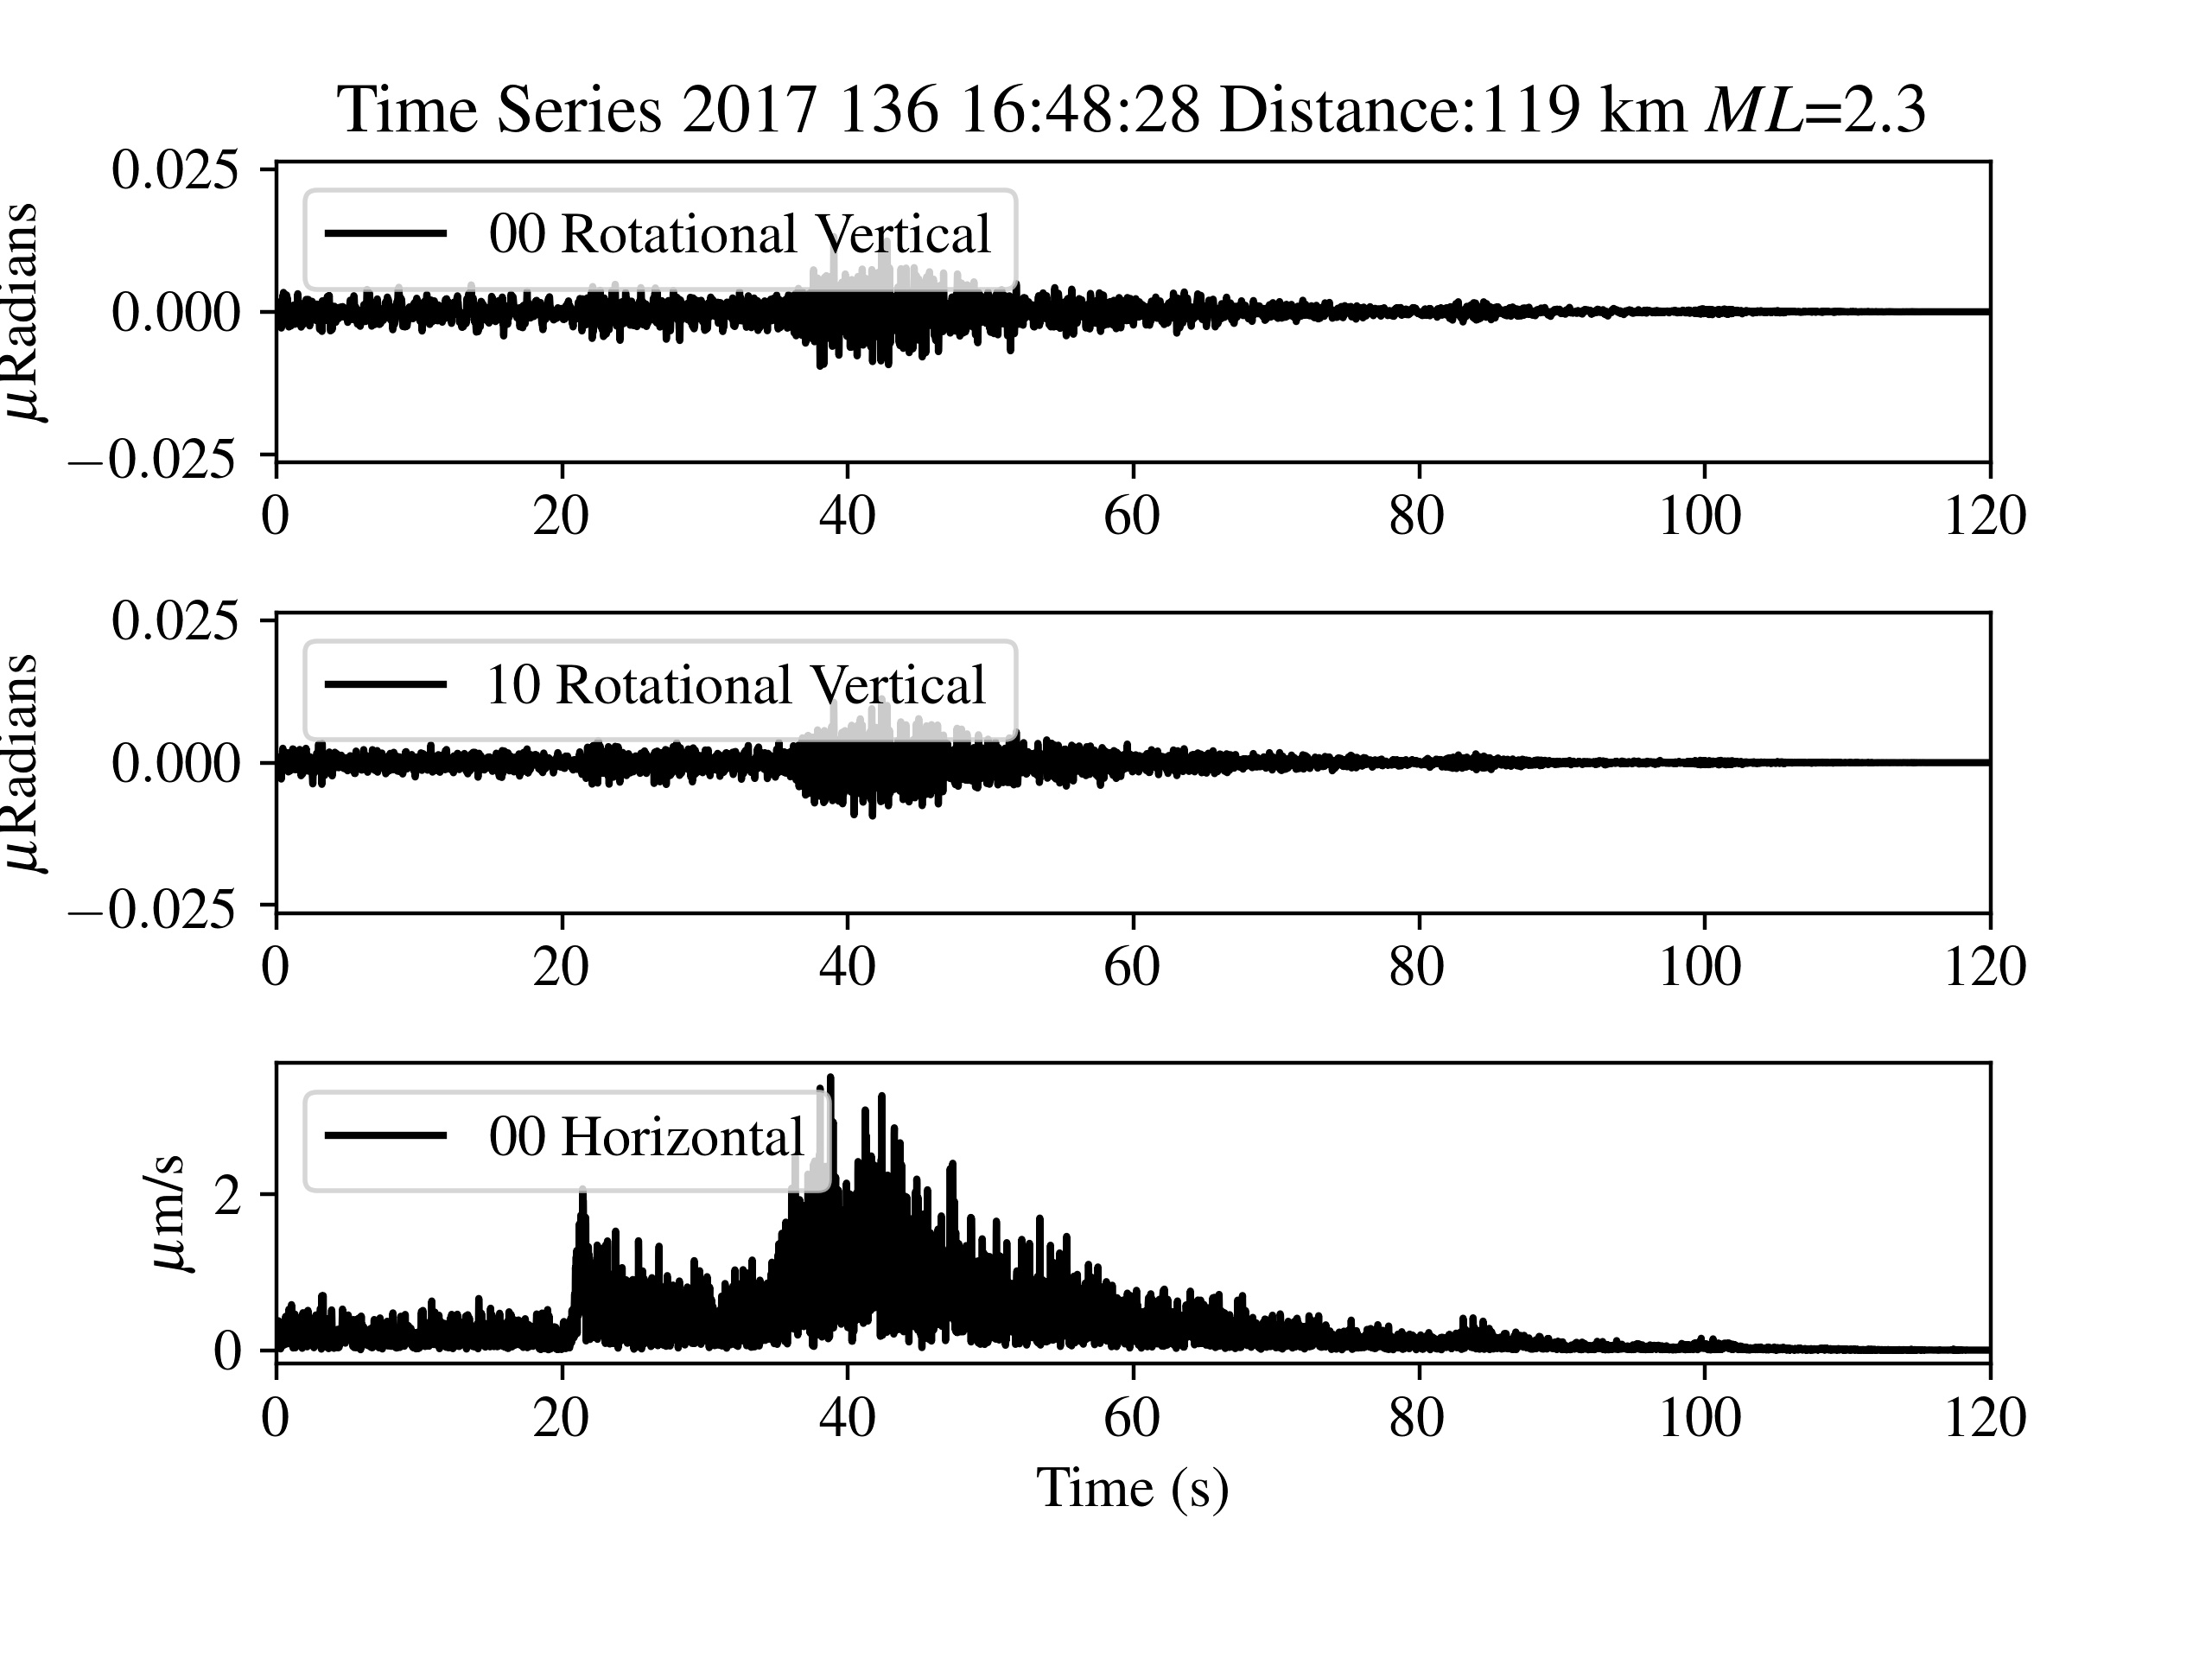 Time Series 2017 136 16:48:28 Distance:119 km ML=2.3
0.025
0.000
−0.025
μRadians
00 Rotational Vertical
0 20 40 60 80 100 120
0.025
0.000
−0.025
μRadians
10 Rotational Vertical
0 20 40 60 80 100 120
2
0
μm/s
00 Horizontal
0 20 40 60 80 100 120
Time (s)